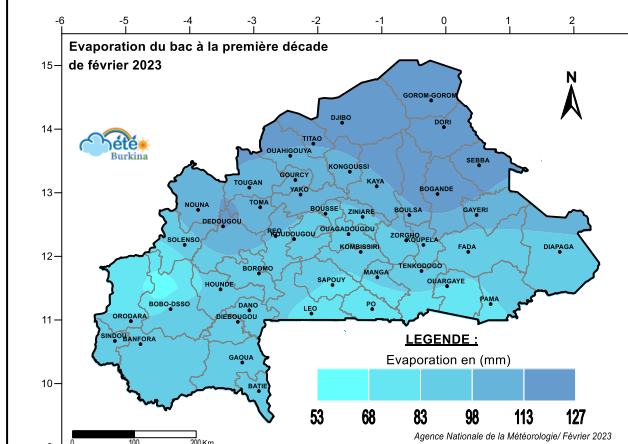 -6 -5 -4 -3 -2 -1 0 1 2
Evaporation du bac à la première décade
de février 2023
15
14
13
12
11
10
N
météo
Burkina
GOROM-GOROM
DJIBO
DORI
TITAO
OUAHIGOUYA
SEBBA
KONGOUSSI
GOURCY
KAYA
TOUGAN
YAKO
BOGANDE
NOUNA
TOMA
BOUSSE
ZINIARE
BOULSA
GAYERI
DEDOUGOU
REO
KOUDOUGOU
OUAGADOUGOU
ZORGHO
KOUPELA
SOLENSO
KOMBISSIRI
FADA
DIAPAGA
BOROMO
TENKODOGO
MANGA
HOUNDE
SAPOUY
OUARGAYE
BOBO-DSSO
DANO
LEO
PO
PAMA
ORODARA
DIEBOUGOU
SINDOU
BANFORA
GAOUA
BATIE
LEGENDE :
Evaporation en (mm)
53 68 83 98 113 127
0 100 200 Km
Agence Nationale de la Météorologie/ Février 2023